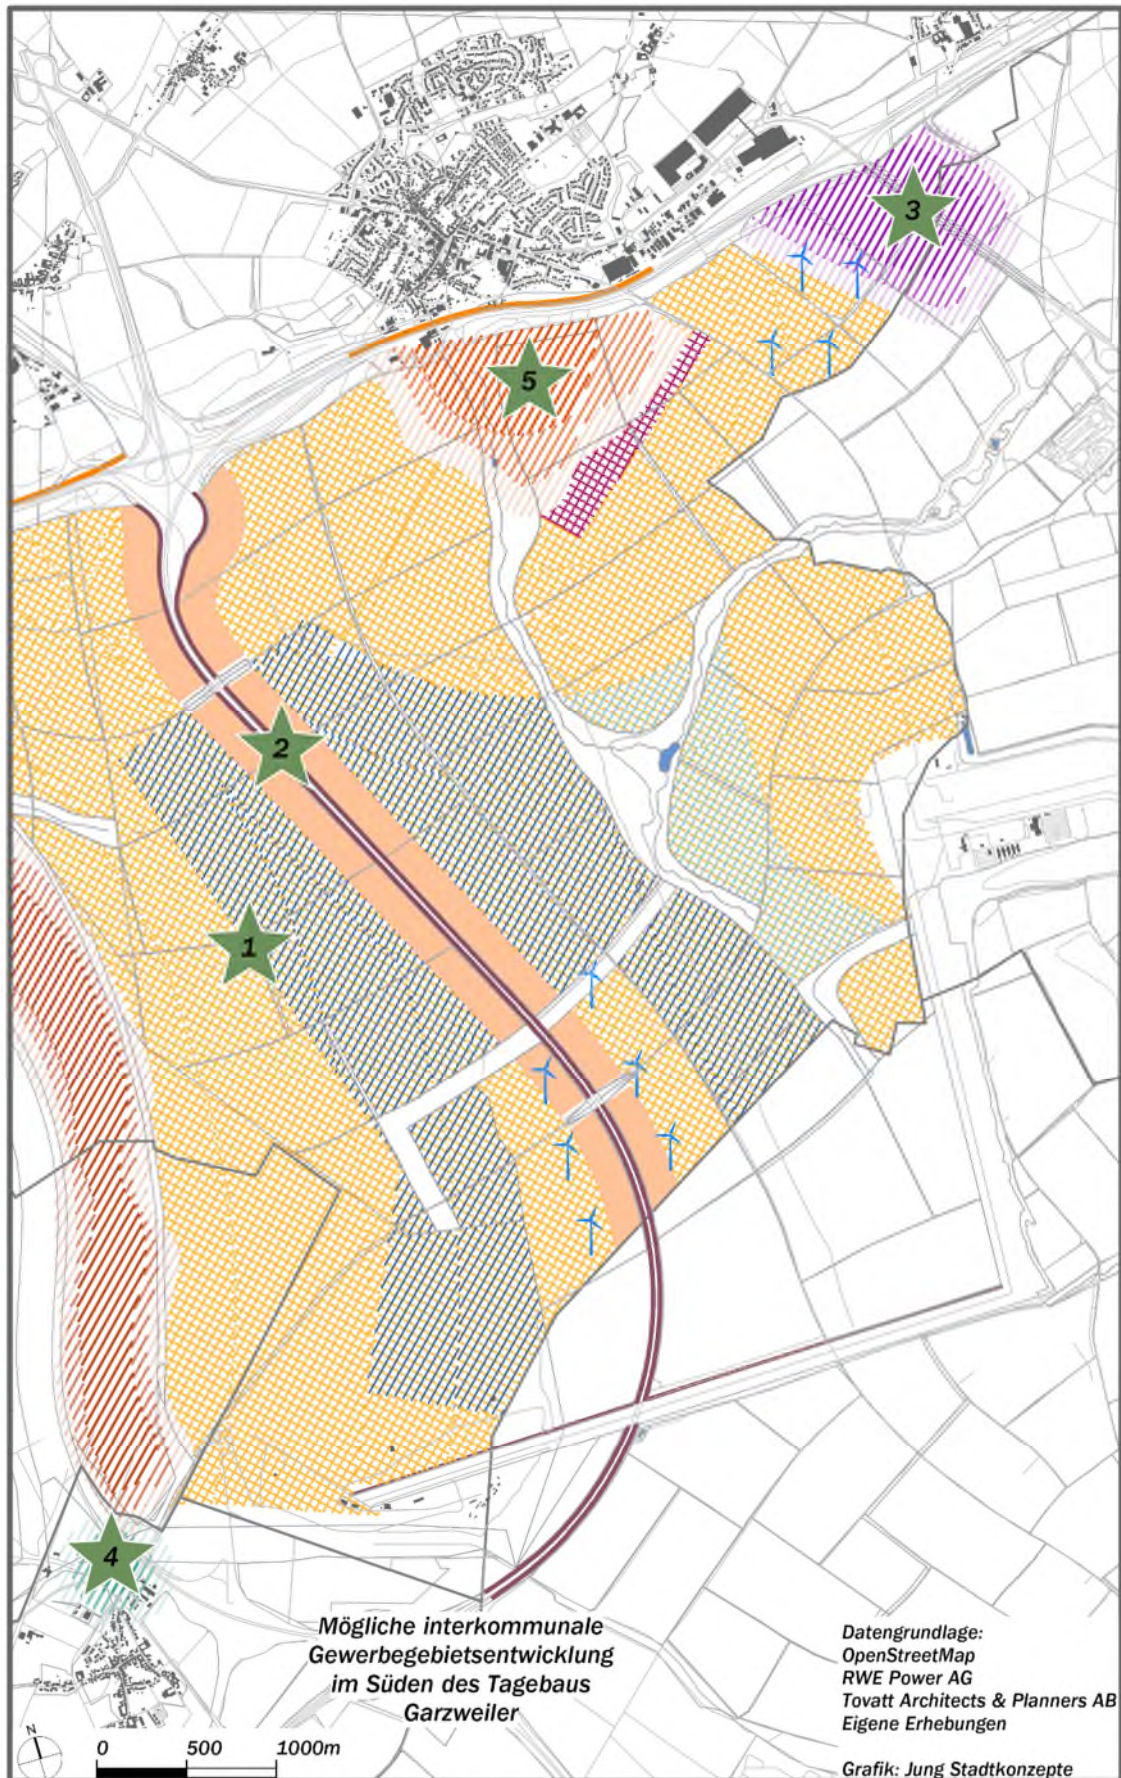 3
5
2
1
4
Mögliche interkommunale
Gewerbegebietsentwicklung
im Süden des Tagebaus
Garzweiler
Datengrundlage:
OpenStreetMap
RWE Power AG
Tovatt Architects & Planners AB
Eigene Erhebungen
Grafik: Jung Stadtkonzepte
N
0 500 1000m